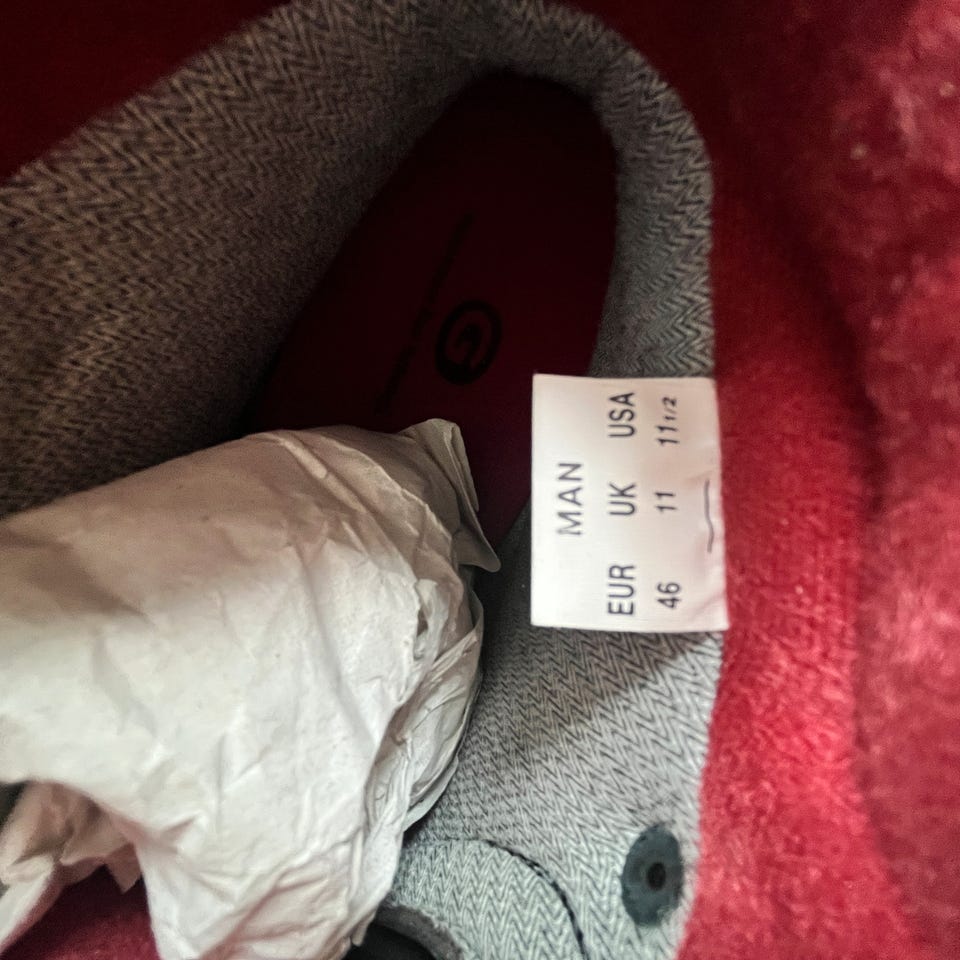 MAN
EUR UK USA
46 11 11 1/2
G